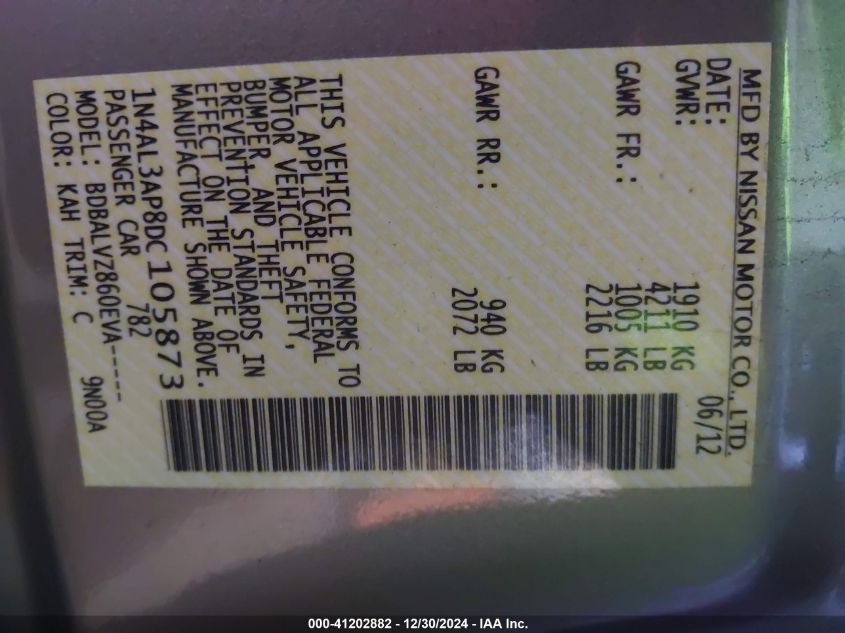 MFD BY NISSAN MOTOR CO., LTD.
DATE: 06/12
GVWR: 1910 KG
4211 LB
GAWR FR.: 1005 KG
2216 LB
GAWR RR.: 940 KG
2072 LB
THIS VEHICLE CONFORMS TO
ALL APPLICABLE FEDERAL
MOTOR VEHICLE SAFETY,
BUMPER, AND THEFT
PREVENTION STANDARDS IN
EFFECT ON THE DATE OF
MANUFACTURE SHOWN ABOVE.
1N4AL3AP8DC105873
PASSENGER CAR 782
MODEL: BDBALVZ860EVA-----
COLOR: KAH TRIM: C 9N00A
000-41202882 - 12/30/2024 - IAA Inc.